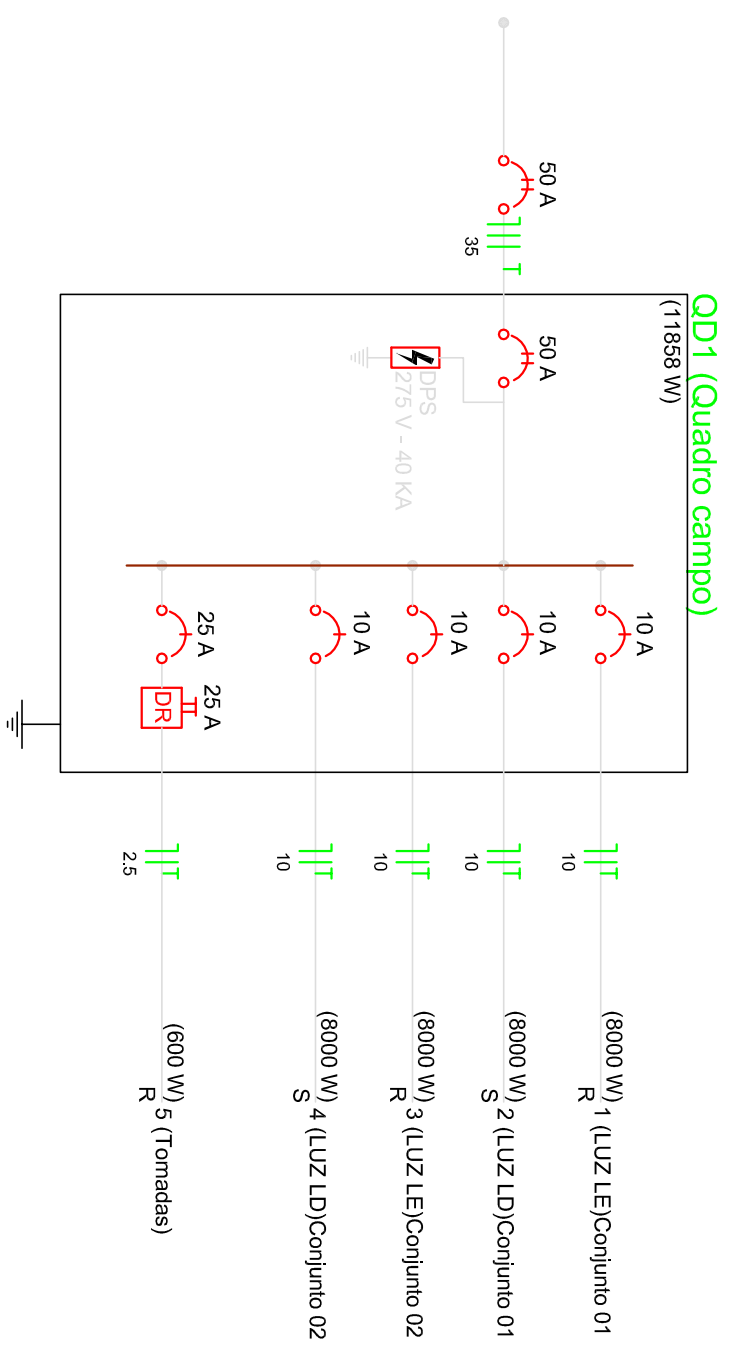 QD1 (Quadro campo)
(11858 W)
50 A
35
50 A
DPS
275 V - 40 KA
10 A
10
(8000 W)
R
1 (LUZ LE)Conjunto 01
10 A
10
(8000 W)
S
2 (LUZ LD)Conjunto 01
10 A
10
(8000 W)
R
3 (LUZ LE)Conjunto 02
10 A
10
(8000 W)
S
4 (LUZ LD)Conjunto 02
25 A
25 A
DR
2.5
(600 W)
R
5 (Tomadas)